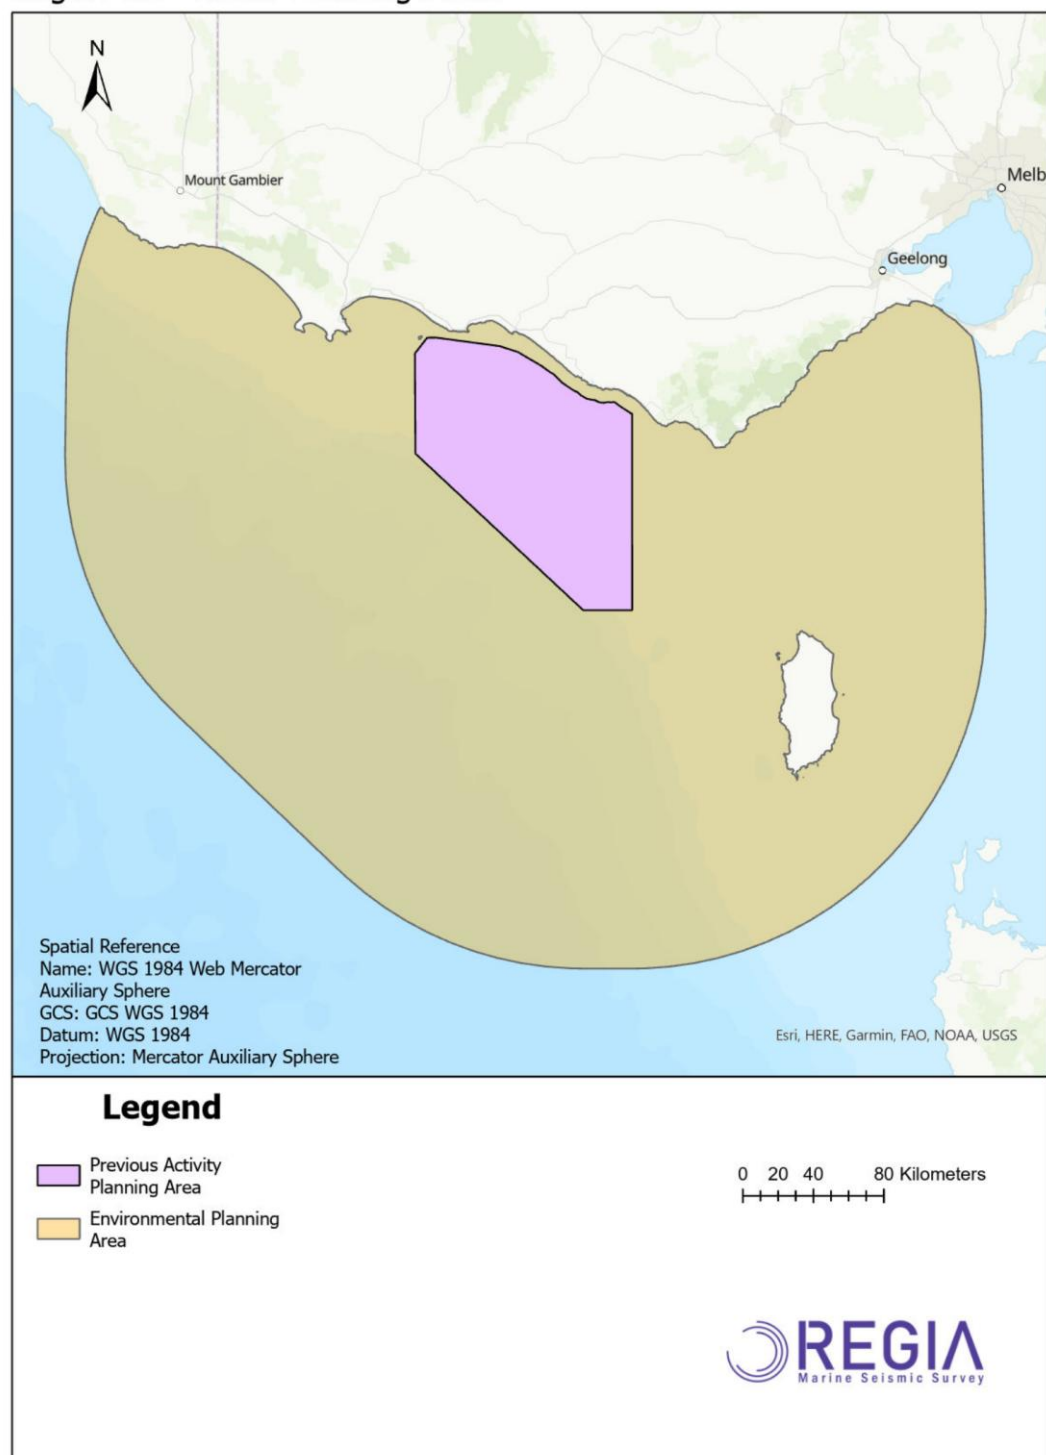 N
Mount Gambier
Melb
Geelong
Spatial Reference
Name: WGS 1984 Web Mercator
Auxiliary Sphere
GCS: GCS WGS 1984
Datum: WGS 1984
Projection: Mercator Auxiliary Sphere
Esri, HERE, Garmin, FAO, NOAA, USGS
Legend
Previous Activity
Planning Area
Environmental Planning
Area
0 20 40 80 Kilometers
REGIA
Marine Seismic Survey